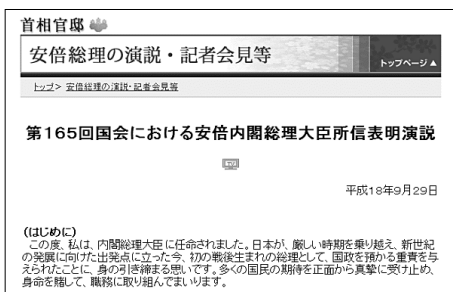 首相官邸
安倍総理の演説・記者会見等
トップページ▲
トップ> 安倍総理の演説・記者会見等
第165回国会における安倍内閣総理大臣所信表明演説
平成18年9月29日
(はじめに)
この度、私は、内閣総理大臣に任命されました。日本が、厳しい時期を乗り越え、新世紀
の発展に向けた出発点に立った今、初の戦後生まれの総理として、国政を預かる重責を与
えられたことに、身の引き締まる思いです。多くの国民の期待を正面から真摯に受け止め、
身命を賭して、職務に取り組んでまいります。